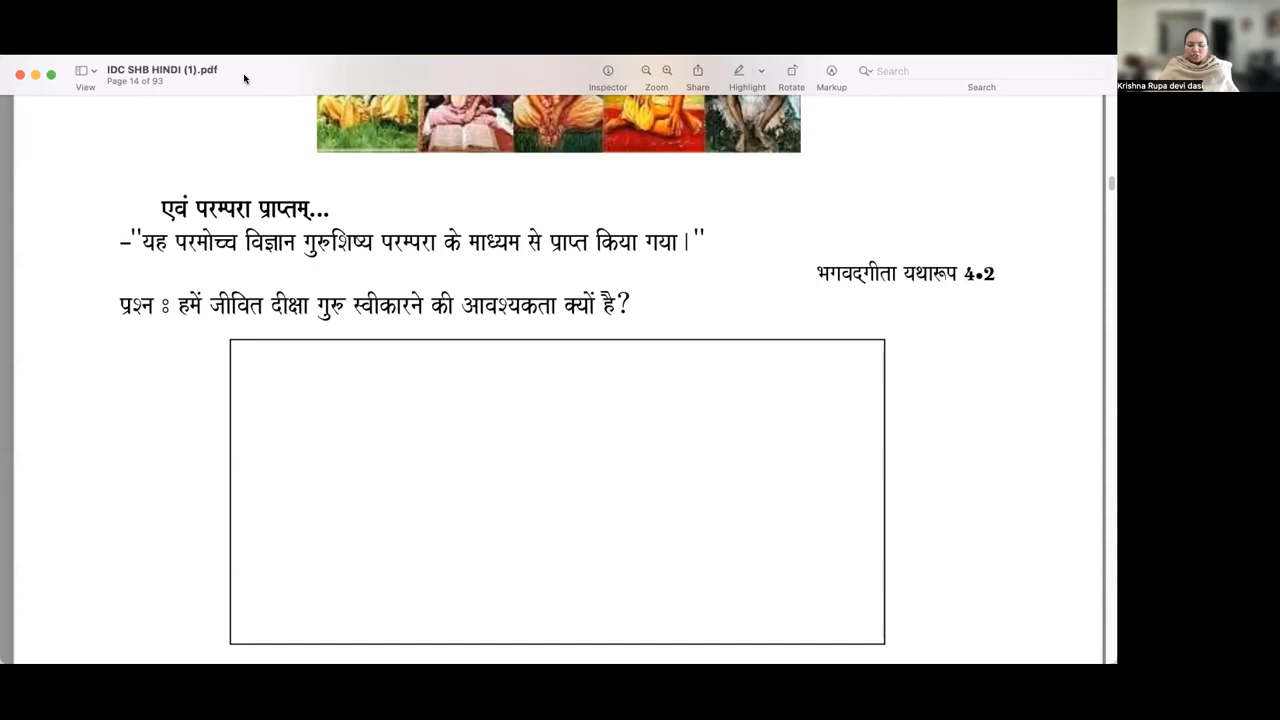 IDC SHB HINDI (1).pdf
Page 14 of 93
View
Inspector
Zoom
Share
Highlight
Rotate
Markup
Search
Search
Krishna Rupa devi dasi
एवं परम्परा प्राप्तम्...
-"यह परमोच्च विज्ञान गुरुशिष्य परम्परा के माध्यम से प्राप्त किया गया।"
भगवद्गीता यथारूप 4•2
प्रश्न : हमें जीवित दीक्षा गुरु स्वीकारने की आवश्यकता क्यों है?